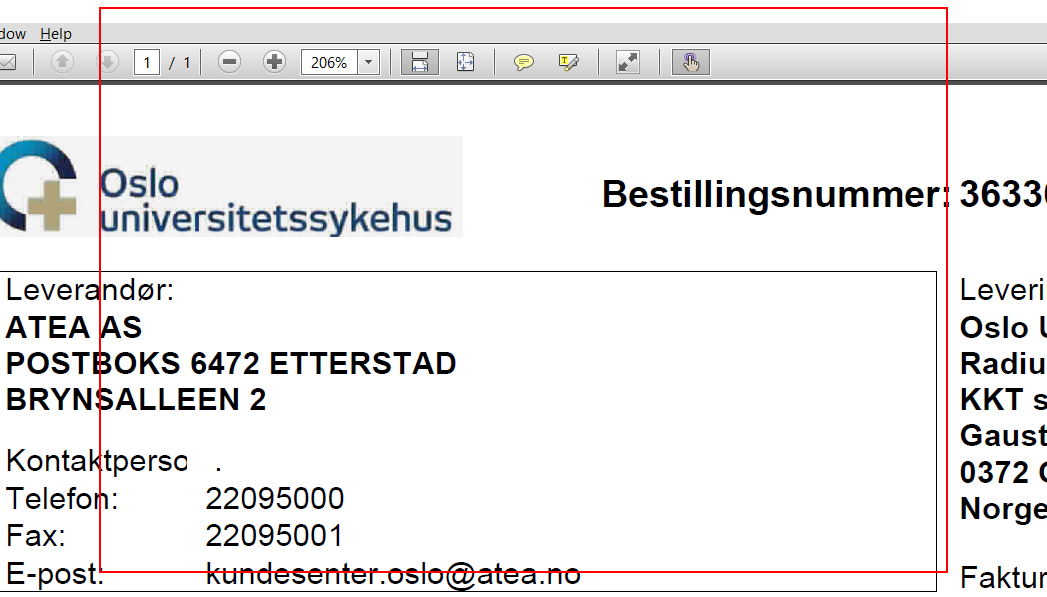 dow Help
1 / 1 206%
Oslo
universitetssykehus
Bestillingsnummer: 3633
Leverandør:
ATEA AS
POSTBOKS 6472 ETTERSTAD
BRYNSALLEEN 2
Kontaktperso .
Telefon: 22095000
Fax: 22095001
E-post: kundesenter.oslo@atea.no
Leveri
Oslo U
Radiu
KKT s
Gaust
0372
Norge
Faktur